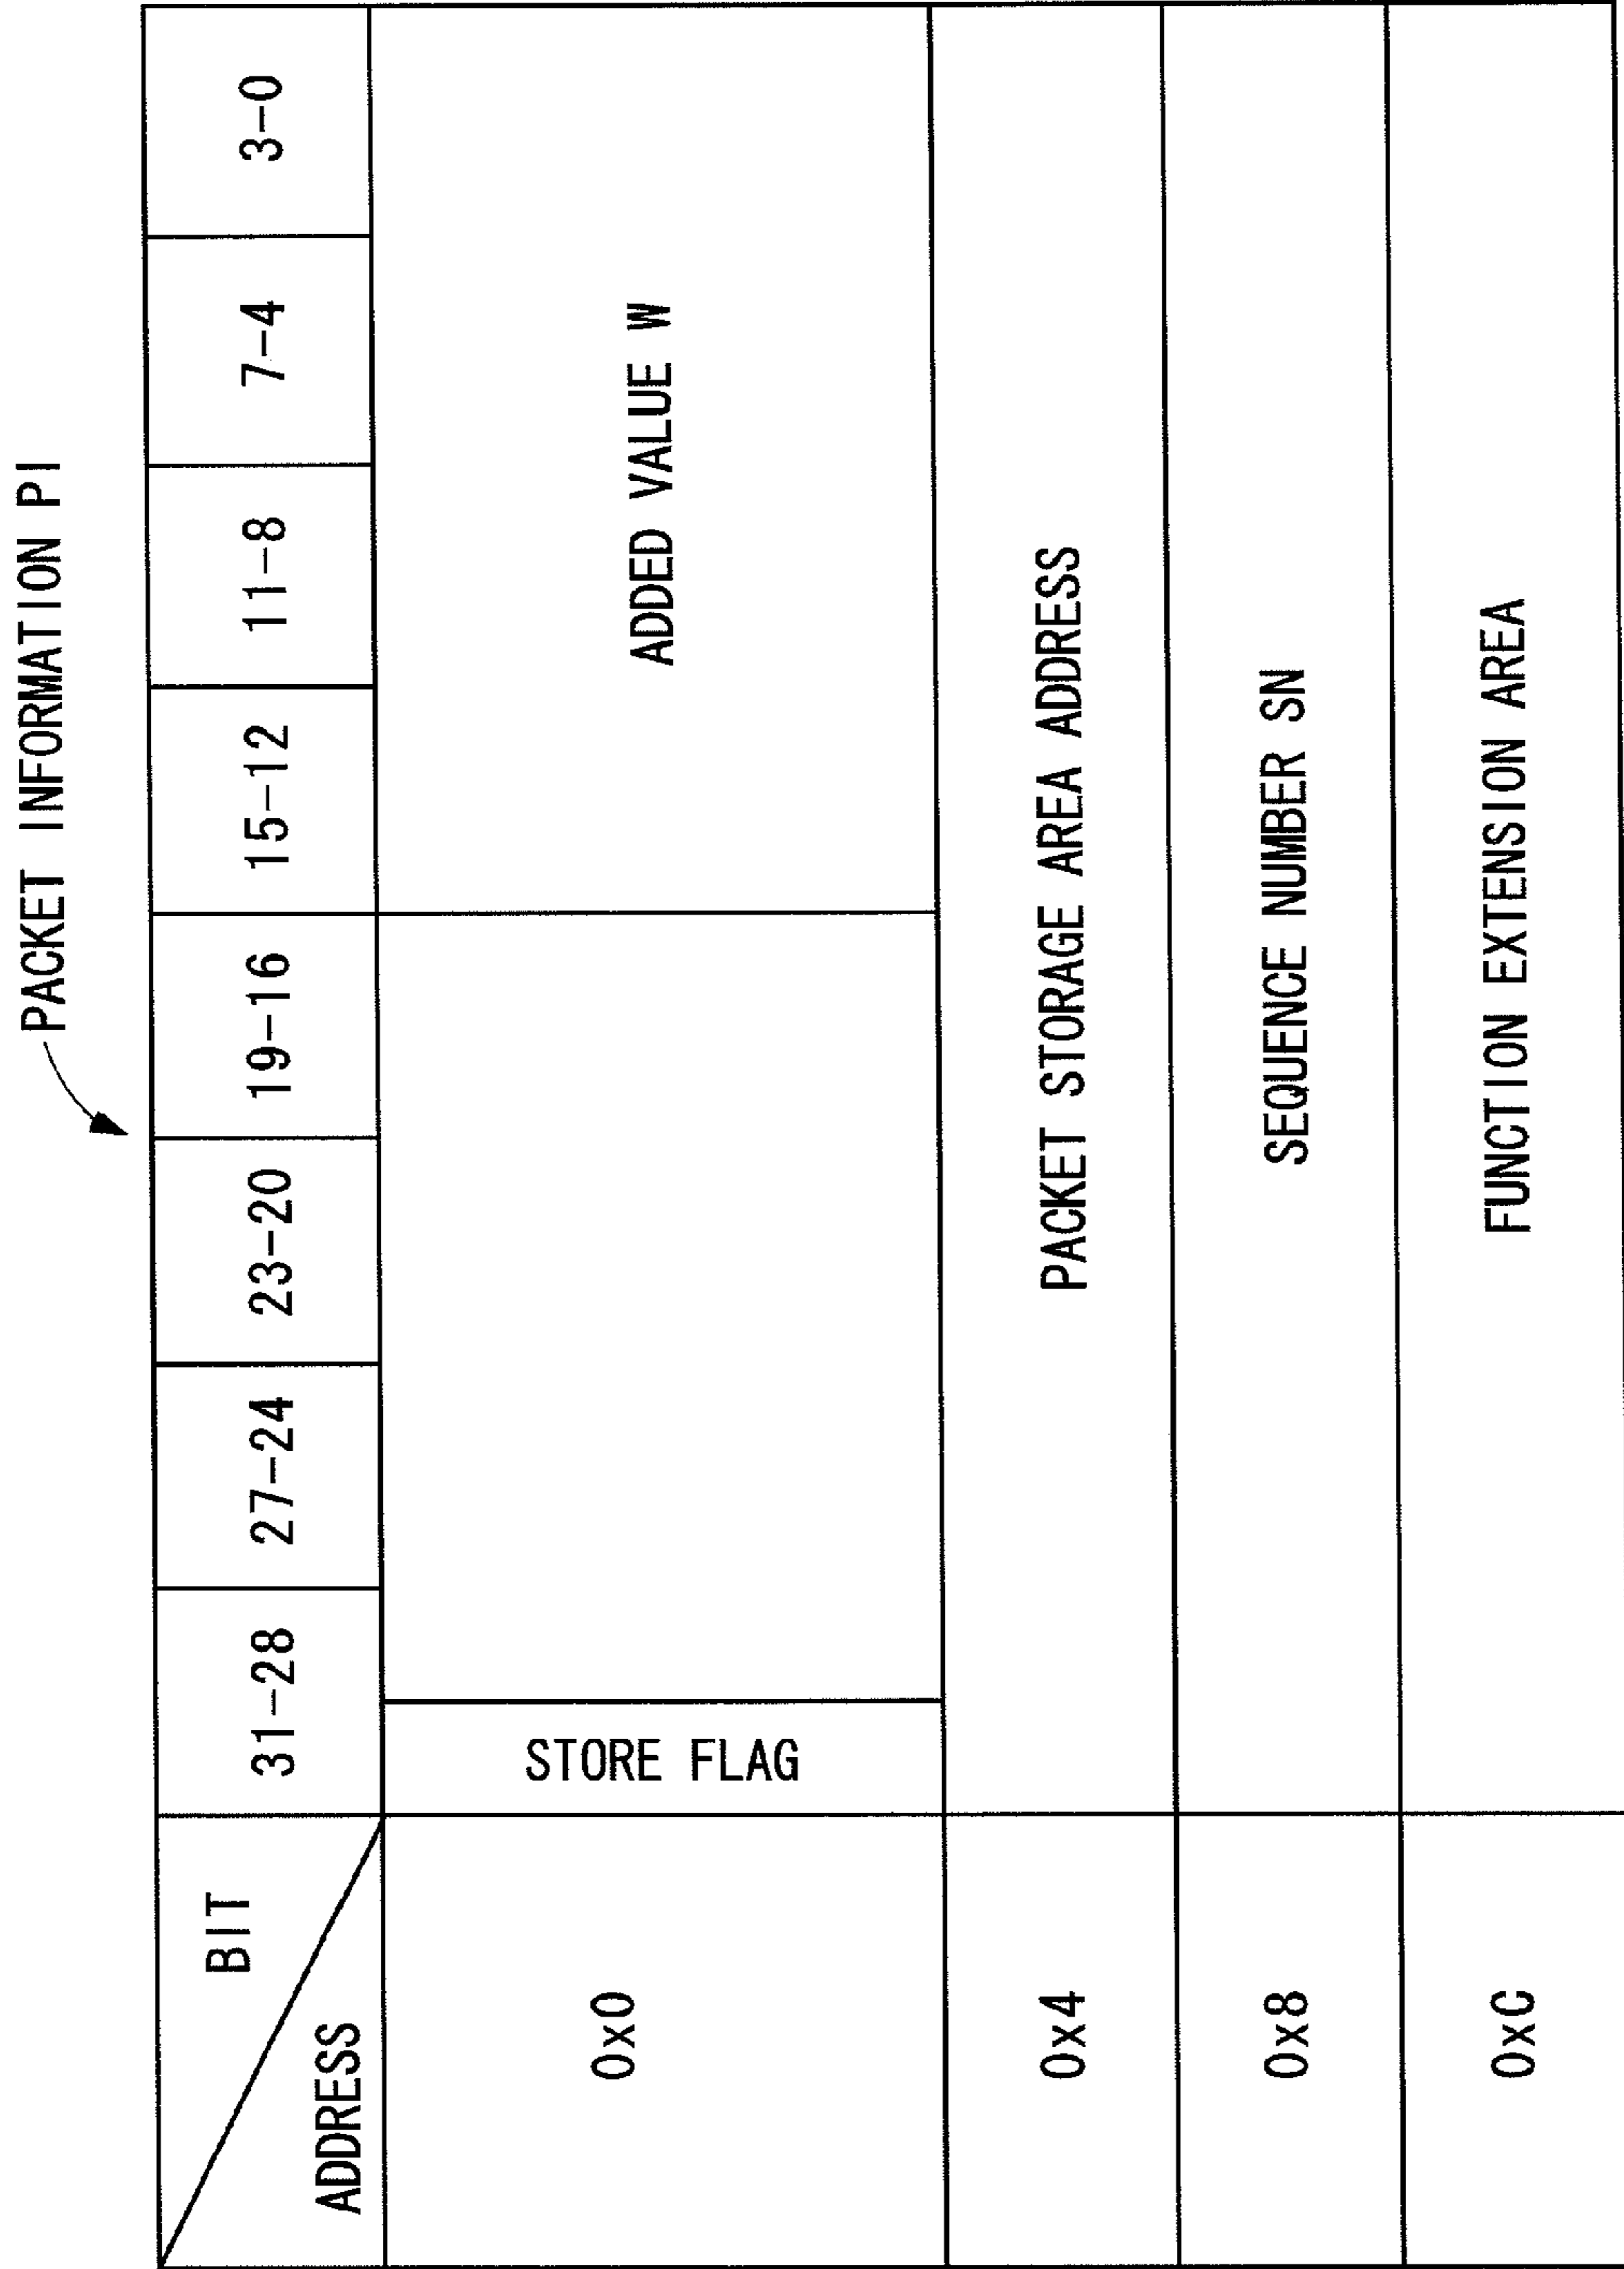 PACKET INFORMATION PI
BIT
ADDRESS
31-28
27-24
23-20
19-16
15-12
11-8
7-4
3-0
0x0
STORE FLAG
ADDED VALUE W
0x4
PACKET STORAGE AREA ADDRESS
0x8
SEQUENCE NUMBER SN
0xC
FUNCTION EXTENSION AREA